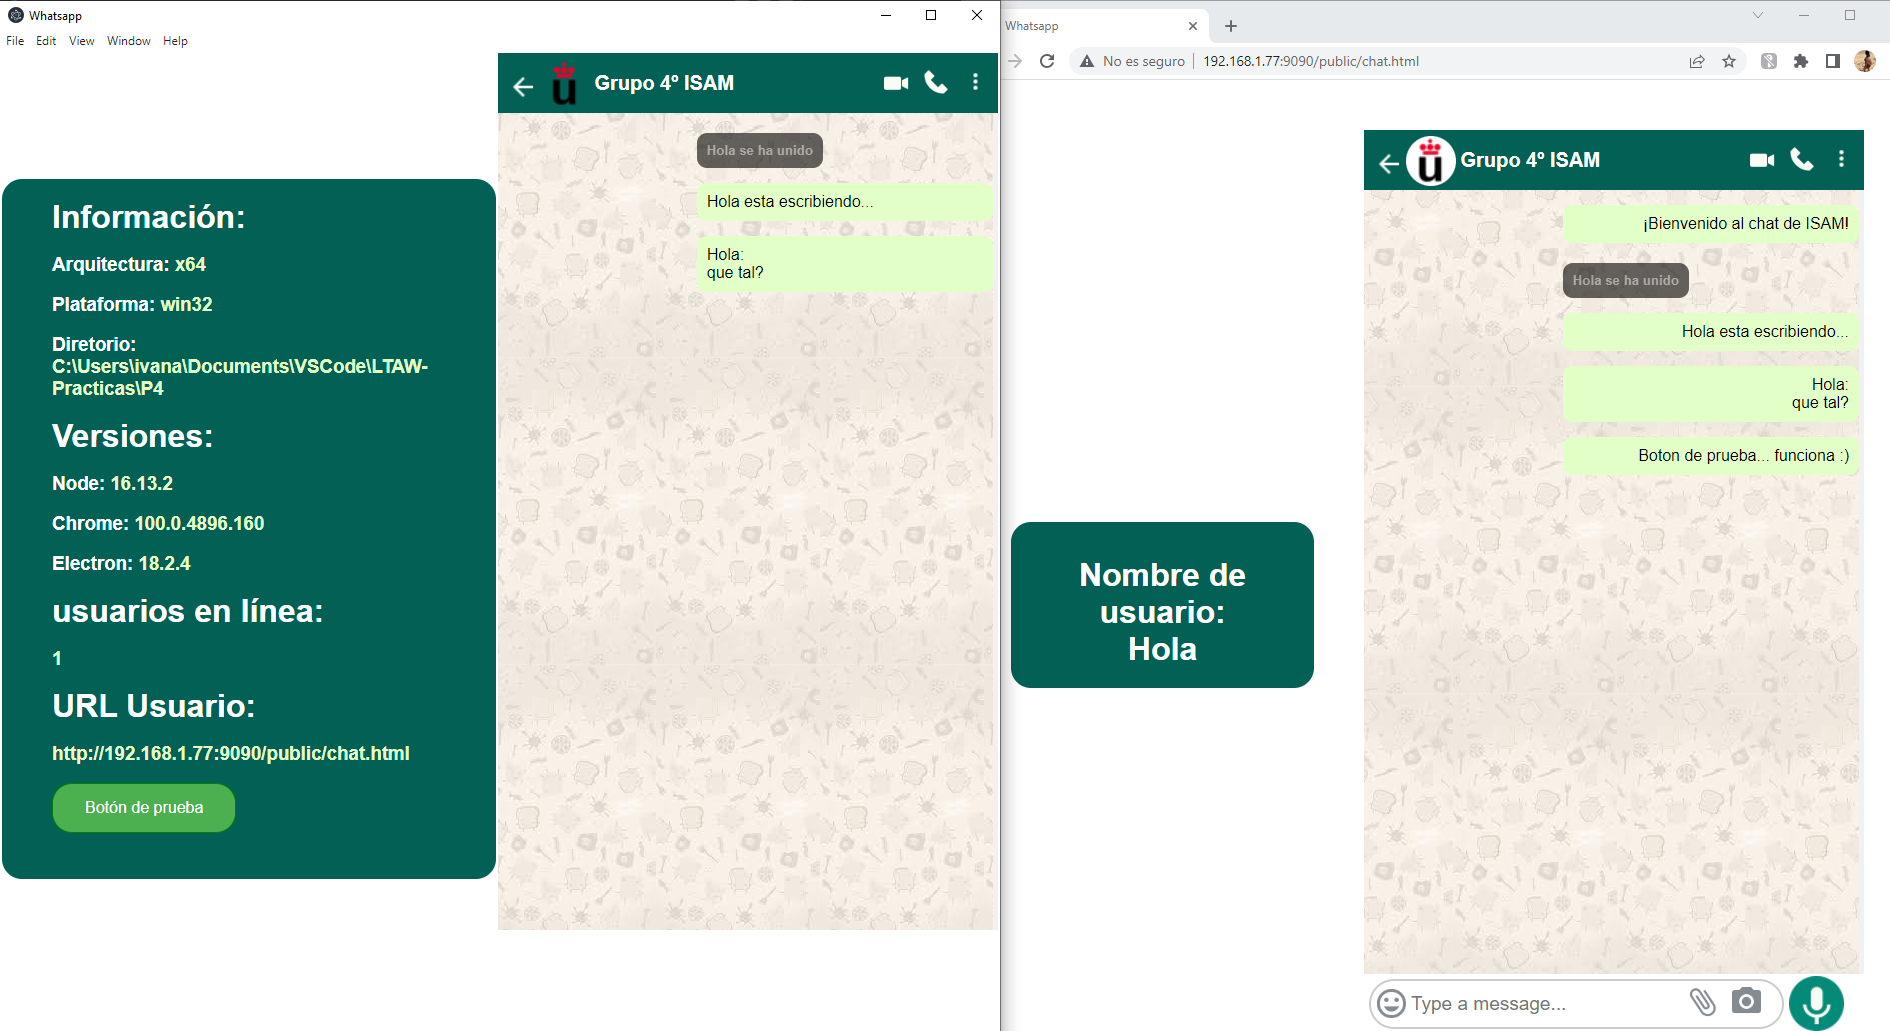 Whatsapp
File Edit View Window Help
Información:
Arquitectura: x64
Plataforma: win32
Diretorio:
C:\Users\ivana\Documents\VSCode\LTAW-
Practicas\P4
Versiones:
Node: 16.13.2
Chrome: 100.0.4896.160
Electron: 18.2.4
usuarios en línea:
1
URL Usuario:
http://192.168.1.77:9090/public/chat.html
Botón de prueba
u
Grupo 4º ISAM
Hola se ha unido
Hola esta escribiendo...
Hola:
que tal?
Whatsapp
No es seguro
192.168.1.77:9090/public/chat.html
Nombre de
usuario:
Hola
u
Grupo 4º ISAM
¡Bienvenido al chat de ISAM!
Hola se ha unido
Hola esta escribiendo...
Hola:
que tal?
Boton de prueba... funciona :)
Type a message...